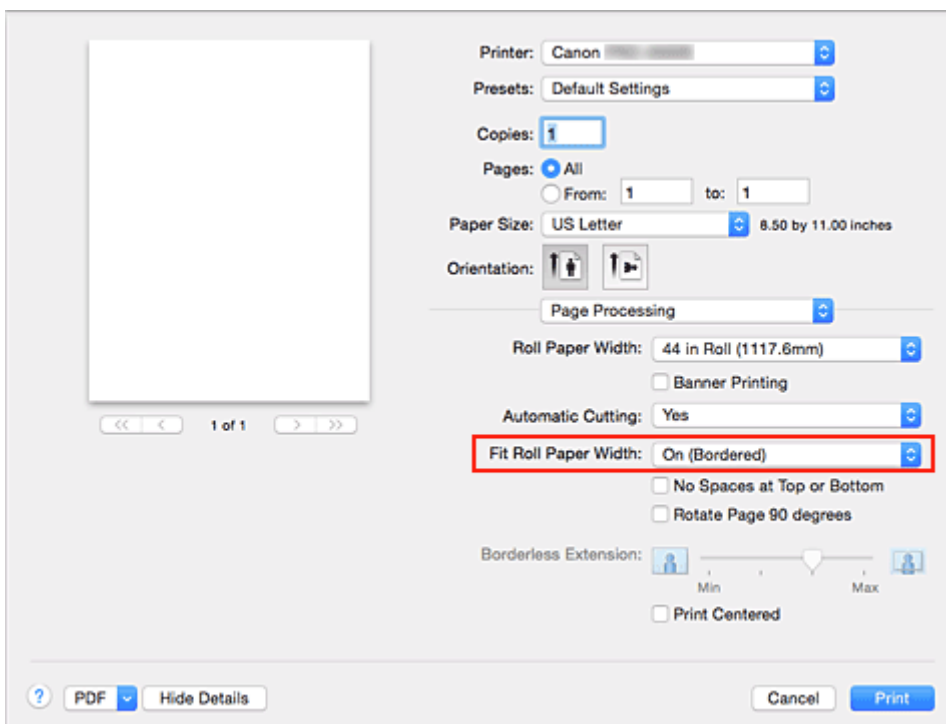 Printer: Canon
Presets: Default Settings
Copies: 1
Pages: All
From: 1 to: 1
Paper Size: US Letter 8.50 by 11.00 inches
Orientation:
Page Processing
Roll Paper Width: 44 in Roll (1117.6mm)
Banner Printing
1 of 1
Automatic Cutting: Yes
Fit Roll Paper Width: On (Bordered)
No Spaces at Top or Bottom
Rotate Page 90 degrees
Borderless Extension:
Min Max
Print Centered
? PDF Hide Details Cancel Print